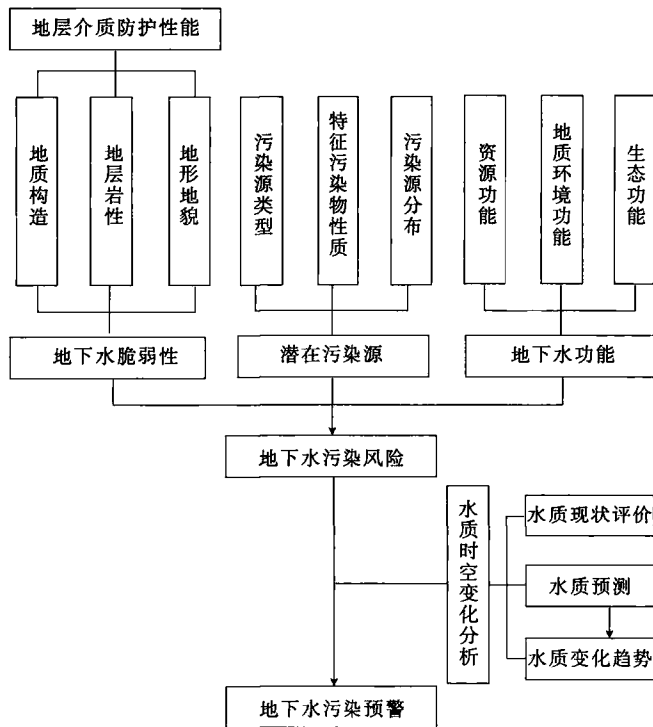 地层介质防护性能
地质构造
地层岩性
地形地貌
污染源类型
特征污染物性质
污染源分布
资源功能
地质环境功能
生态功能
地下水脆弱性
潜在污染源
地下水功能
地下水污染风险
水质时空变化分析
水质现状评价
水质预测
水质变化趋势
地下水污染预警